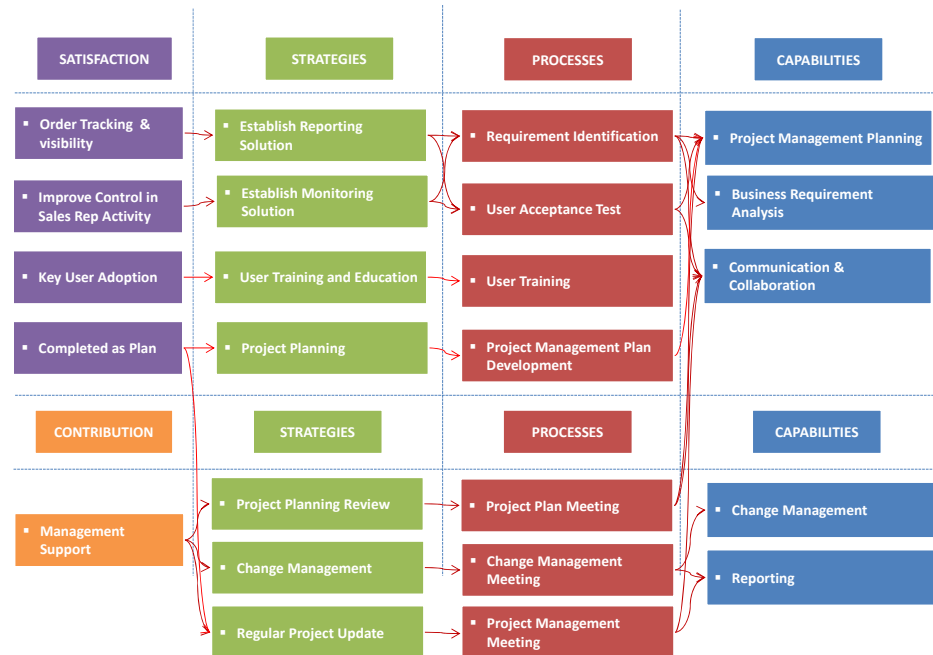 SATISFACTION
STRATEGIES
PROCESSES
CAPABILITIES
▪ Order Tracking & visibility
▪ Establish Reporting Solution
▪ Requirement Identification
▪ Project Management Planning
▪ Improve Control in Sales Rep Activity
▪ Establish Monitoring Solution
▪ User Acceptance Test
▪ Business Requirement Analysis
▪ Key User Adoption
▪ User Training and Education
▪ User Training
▪ Communication & Collaboration
▪ Completed as Plan
▪ Project Planning
▪ Project Management Plan Development
CONTRIBUTION
STRATEGIES
PROCESSES
CAPABILITIES
▪ Management Support
▪ Project Planning Review
▪ Project Plan Meeting
▪ Change Management
▪ Change Management
▪ Change Management Meeting
▪ Reporting
▪ Regular Project Update
▪ Project Management Meeting